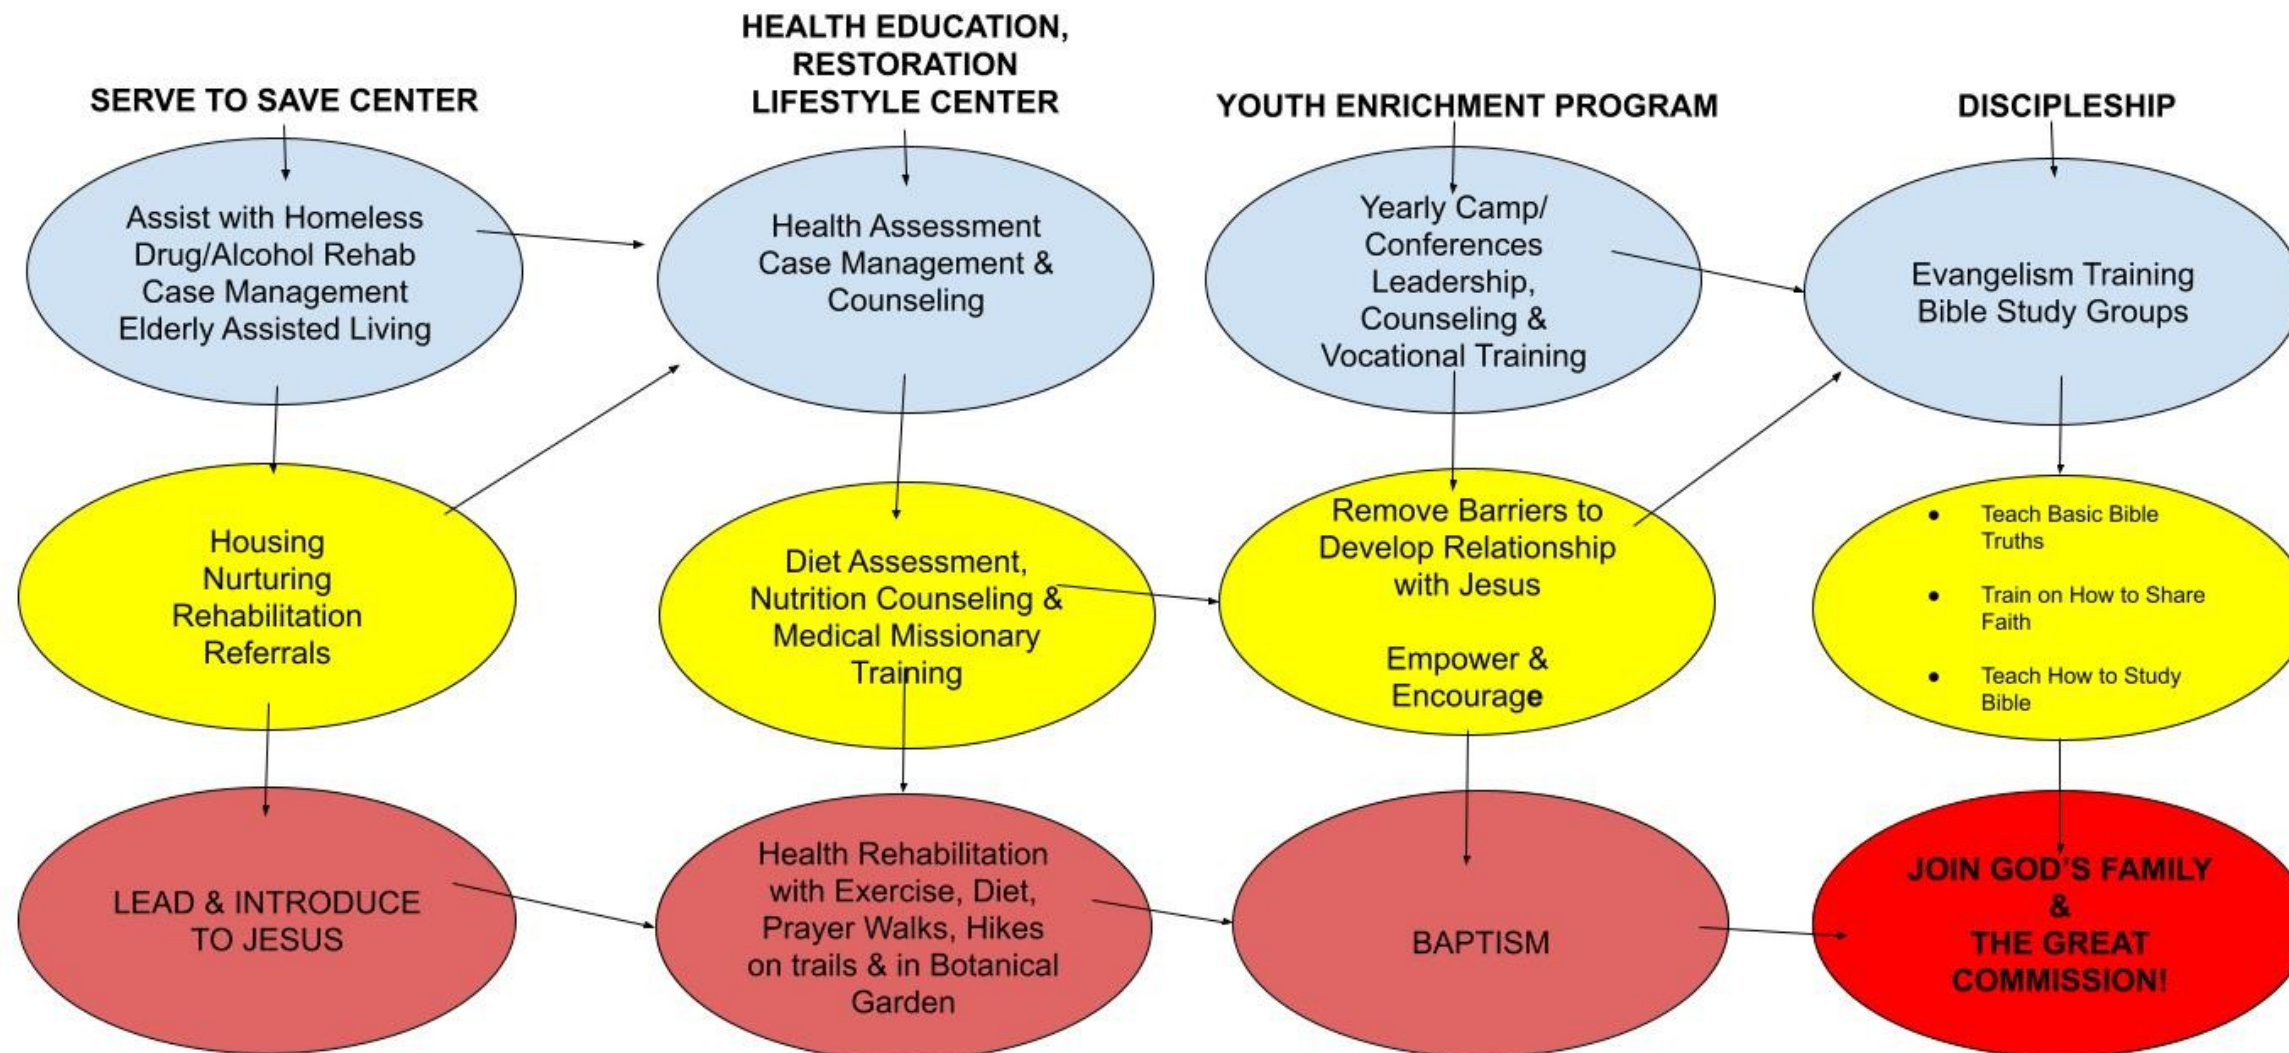 SERVE TO SAVE CENTER
Assist with Homeless
Drug/Alcohol Rehab
Case Management
Elderly Assisted Living
Housing
Nurturing
Rehabilitation
Referrals
LEAD & INTRODUCE
TO JESUS
HEALTH EDUCATION,
RESTORATION
LIFESTYLE CENTER
Health Assessment
Case Management &
Counseling
Diet Assessment,
Nutrition Counseling &
Medical Missionary
Training
Health Rehabilitation
with Exercise, Diet,
Prayer Walks, Hikes
on trails & in Botanical
Garden
YOUTH ENRICHMENT PROGRAM
Yearly Camp/
Conferences
Leadership,
Counseling &
Vocational Training
Remove Barriers to
Develop Relationship
with Jesus
Empower &
Encourage
BAPTISM
DISCIPLESHIP
Evangelism Training
Bible Study Groups
● Teach Basic Bible
Truths
● Train on How to Share
Faith
● Teach How to Study
Bible
JOIN GOD'S FAMILY
&
THE GREAT
COMMISSION!